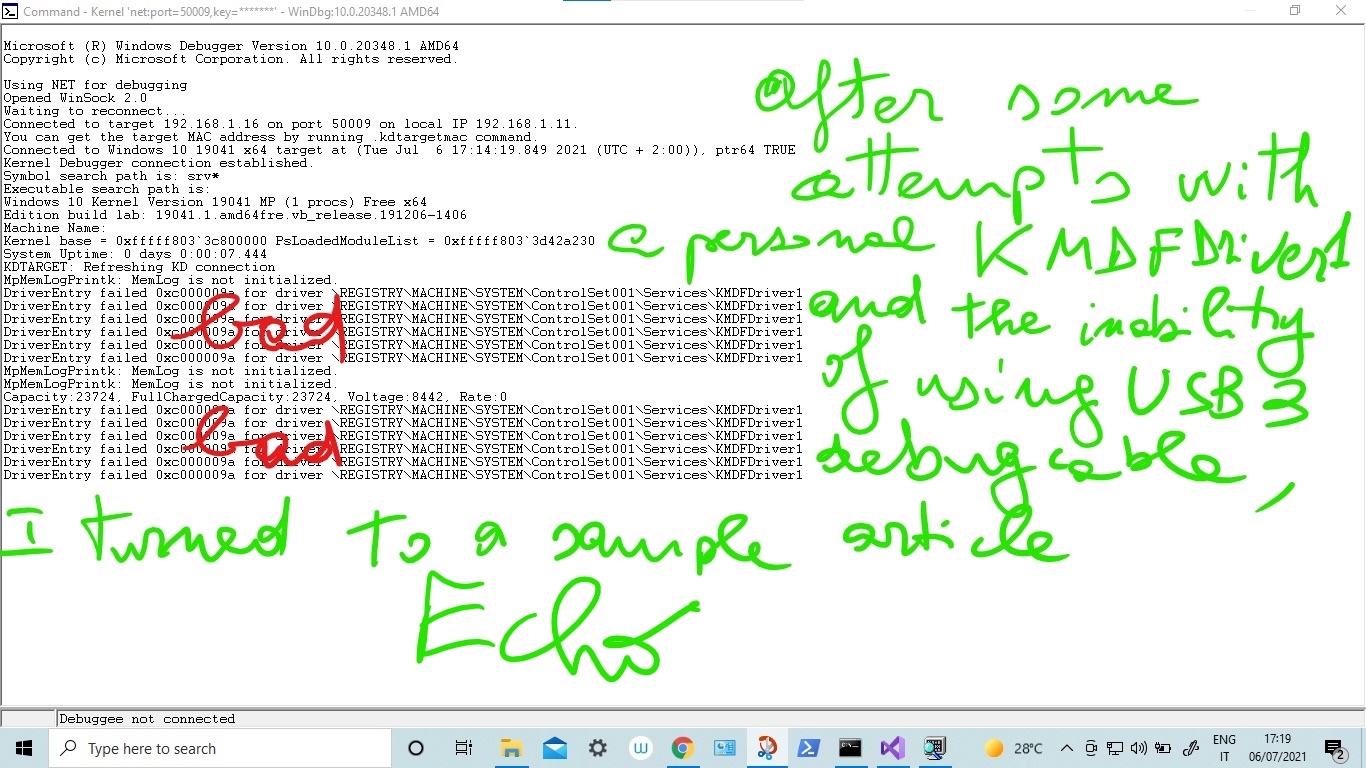 Command - Kernel 'net:port=50009,key=*******' - WinDbg:10.0.20348.1 AMD64
Microsoft (R) Windows Debugger Version 10.0.20348.1 AMD64
Copyright (c) Microsoft Corporation. All rights reserved.
Using NET for debugging
Opened WinSock 2.0
Waiting to reconnect...
Connected to target 192.168.1.16 on port 50009 on local IP 192.168.1.11.
You can get the target MAC address by running .kdtargetmac command.
Connected to Windows 10 19041 x64 target at (Tue Jul  6 17:14:19.849 2021 (UTC + 2:00)), ptr64 TRUE
Kernel Debugger connection established.
Symbol search path is: srv*
Executable search path is:
Windows 10 Kernel Version 19041 MP (1 procs) Free x64
Edition build lab: 19041.1.amd64fre.vb_release.191206-1406
Machine Name:
Kernel base = 0xfffff803`3c800000 PsLoadedModuleList = 0xfffff803`3d42a230
System Uptime: 0 days 0:00:07.444
KDTARGET: Refreshing KD connection
MpMemLogPrintk: MemLog is not initialized.
DriverEntry failed 0xc000009a for driver \REGISTRY\MACHINE\SYSTEM\ControlSet001\Services\KMDFDriver1
DriverEntry failed 0xc000009a for driver \REGISTRY\MACHINE\SYSTEM\ControlSet001\Services\KMDFDriver1
DriverEntry failed 0xc000009a for driver \REGISTRY\MACHINE\SYSTEM\ControlSet001\Services\KMDFDriver1
DriverEntry failed 0xc000009a for driver \REGISTRY\MACHINE\SYSTEM\ControlSet001\Services\KMDFDriver1
DriverEntry failed 0xc000009a for driver \REGISTRY\MACHINE\SYSTEM\ControlSet001\Services\KMDFDriver1
DriverEntry failed 0xc000009a for driver \REGISTRY\MACHINE\SYSTEM\ControlSet001\Services\KMDFDriver1
MpMemLogPrintk: MemLog is not initialized.
MpMemLogPrintk: MemLog is not initialized.
Capacity:23724, FullChargedCapacity:23724, Voltage:8442, Rate:0
DriverEntry failed 0xc000009a for driver \REGISTRY\MACHINE\SYSTEM\ControlSet001\Services\KMDFDriver1
DriverEntry failed 0xc000009a for driver \REGISTRY\MACHINE\SYSTEM\ControlSet001\Services\KMDFDriver1
DriverEntry failed 0xc000009a for driver \REGISTRY\MACHINE\SYSTEM\ControlSet001\Services\KMDFDriver1
DriverEntry failed 0xc000009a for driver \REGISTRY\MACHINE\SYSTEM\ControlSet001\Services\KMDFDriver1
DriverEntry failed 0xc000009a for driver \REGISTRY\MACHINE\SYSTEM\ControlSet001\Services\KMDFDriver1
DriverEntry failed 0xc000009a for driver \REGISTRY\MACHINE\SYSTEM\ControlSet001\Services\KMDFDriver1
bad
bad
After some
attempts with
a personal KMDFDriver1
and the inability
of using USB 3
debug cable,
I turned to a sample article
Echo
Debuggee not connected
Type here to search
28°C
ENG
IT
17:19
06/07/2021
2